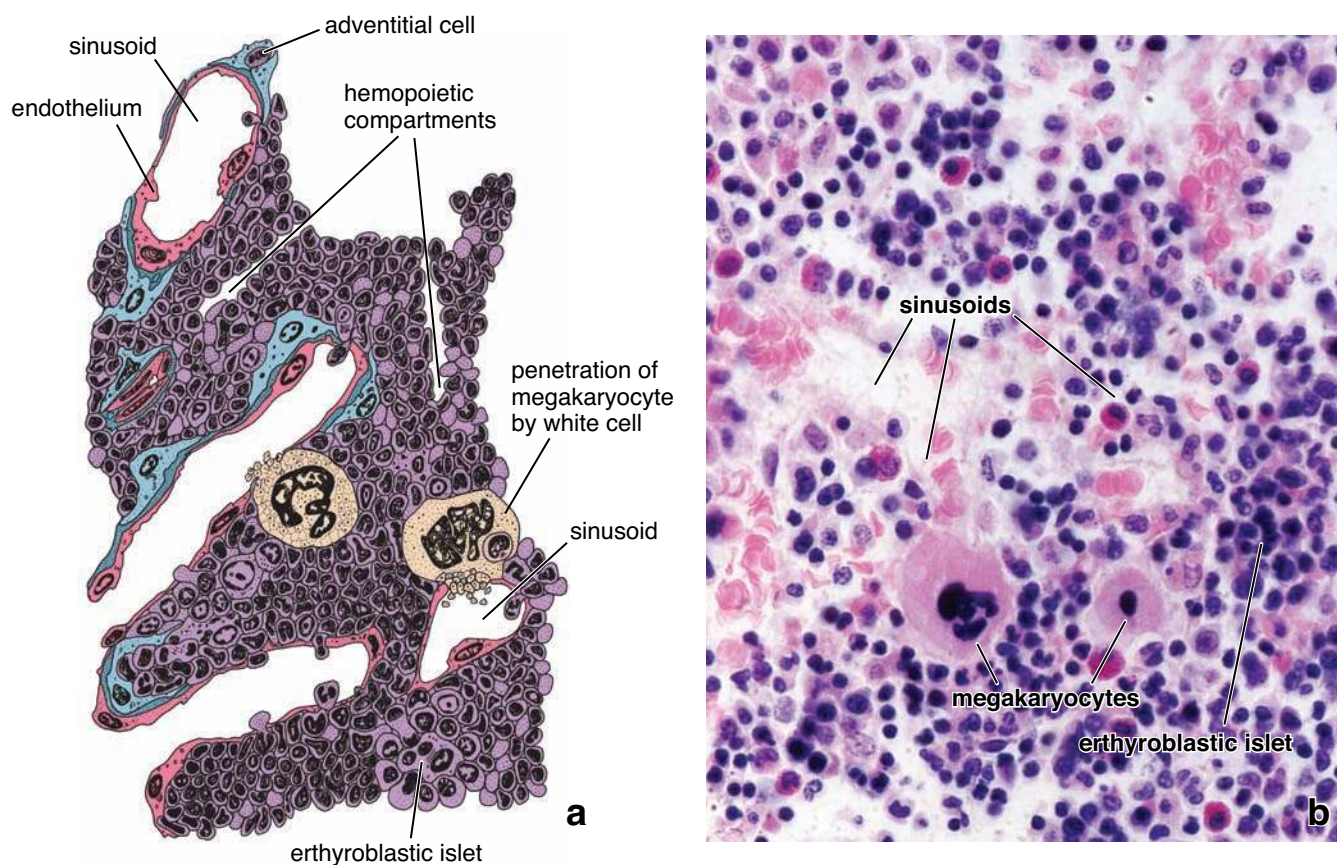 adventitial cell
sinusoid
endothelium
hemopoietic
compartments
penetration of
megakaryocyte
by white cell
sinusoid
a
erthyroblastic islet
sinusoids
megakaryocytes
erthyroblastic islet
b